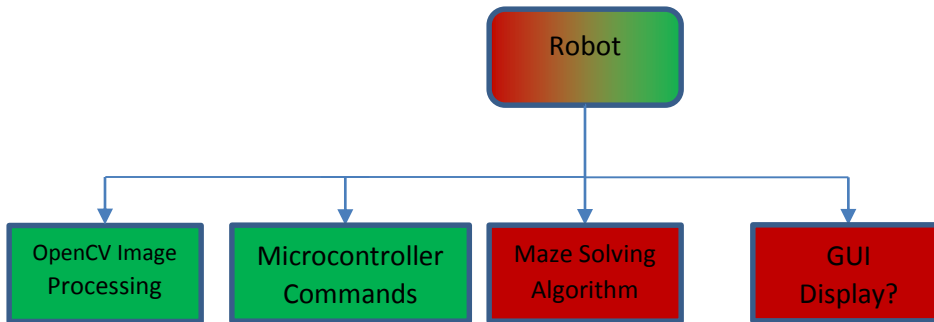 Robot
OpenCV Image
Processing
Microcontroller
Commands
Maze Solving
Algorithm
GUI
Display?